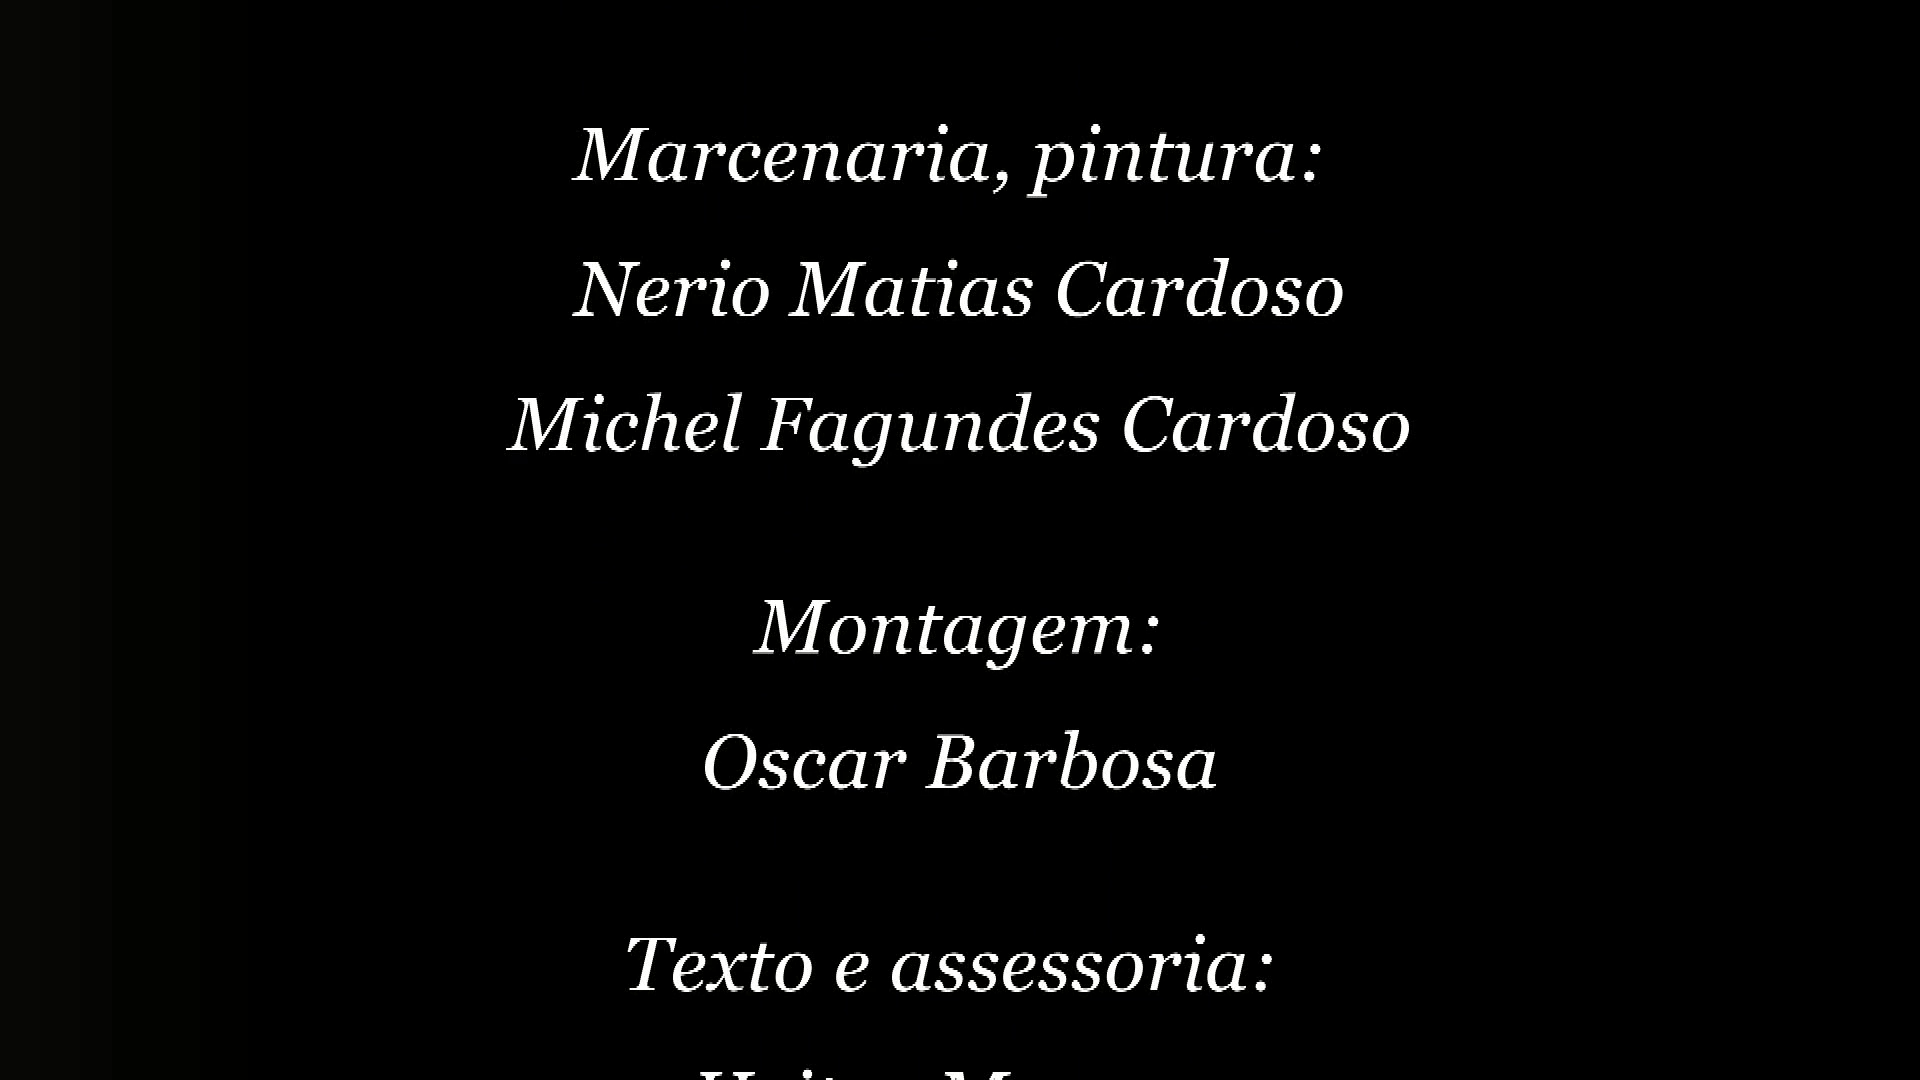 Marcenaria, pintura:
Nerio Matias Cardoso
Michel Fagundes Cardoso
Montagem:
Oscar Barbosa
Texto e assessoria: